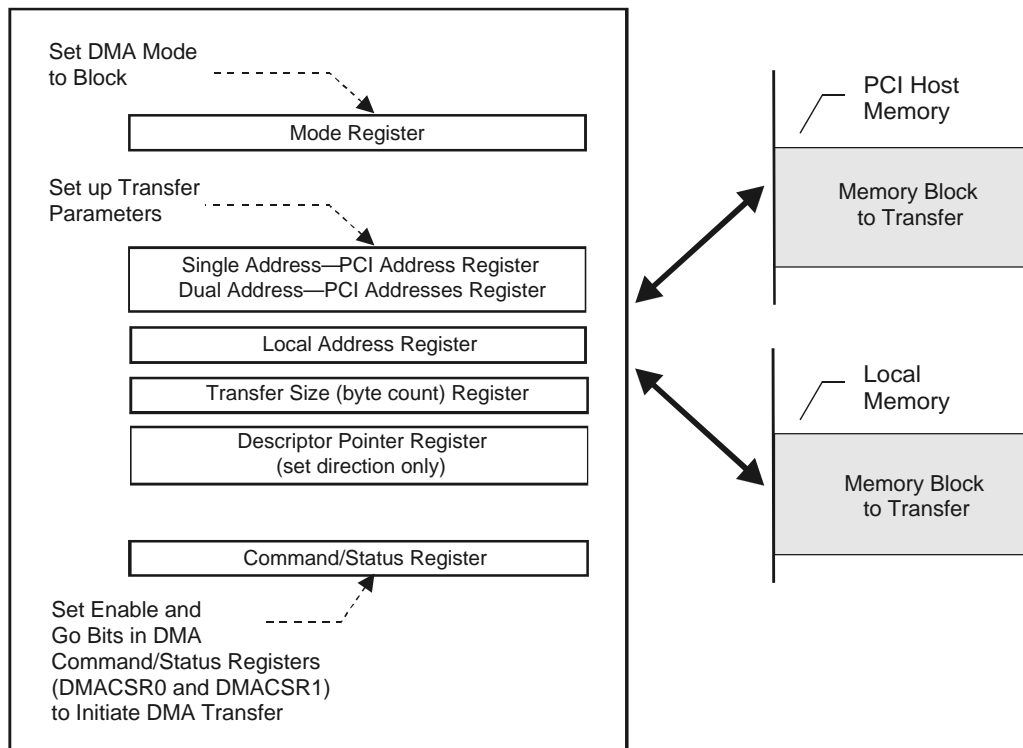 Set DMA Mode
to Block
Mode Register
Set up Transfer
Parameters
Single Address—PCI Address Register
Dual Address—PCI Addresses Register
Local Address Register
Transfer Size (byte count) Register
Descriptor Pointer Register
(set direction only)
Command/Status Register
Set Enable and
Go Bits in DMA
Command/Status Registers
(DMACSR0 and DMACSR1)
to Initiate DMA Transfer
PCI Host
Memory
Memory Block
to Transfer
Local
Memory
Memory Block
to Transfer